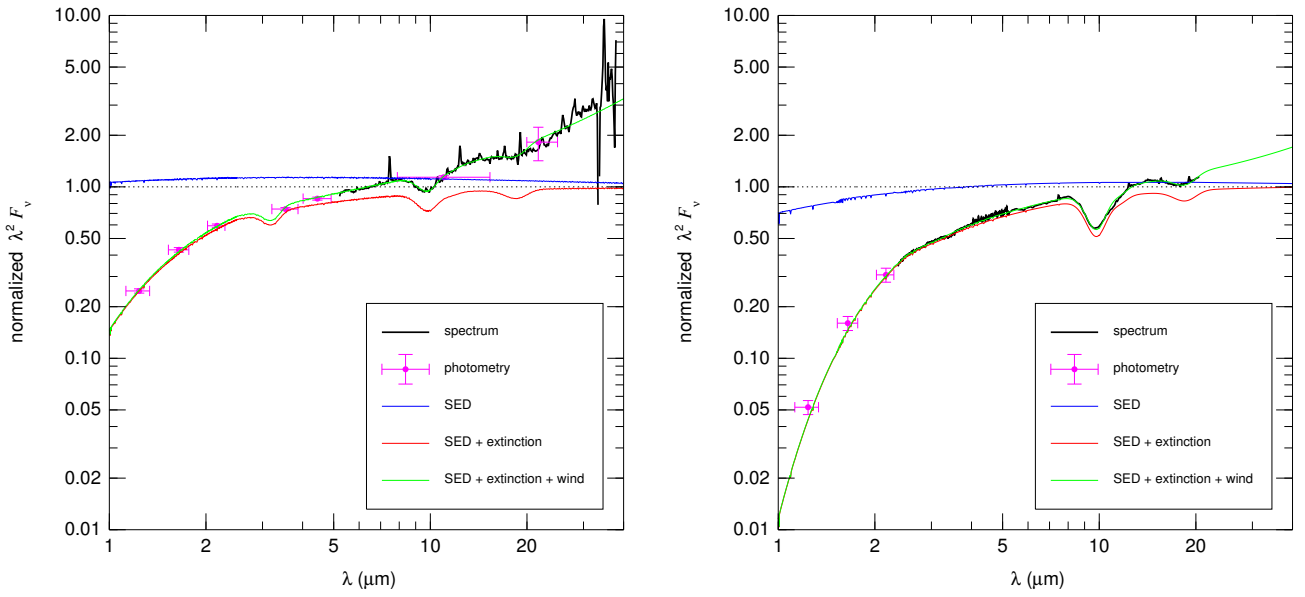 10.00
5.00
2.00
1.00
0.50
0.20
0.10
0.05
0.02
0.01
normalized λ² Fν
1 2 5 10 20
λ (μm)
spectrum
photometry
SED
SED + extinction
SED + extinction + wind
10.00
5.00
2.00
1.00
0.50
0.20
0.10
0.05
0.02
0.01
normalized λ² Fν
1 2 5 10 20
λ (μm)
spectrum
photometry
SED
SED + extinction
SED + extinction + wind